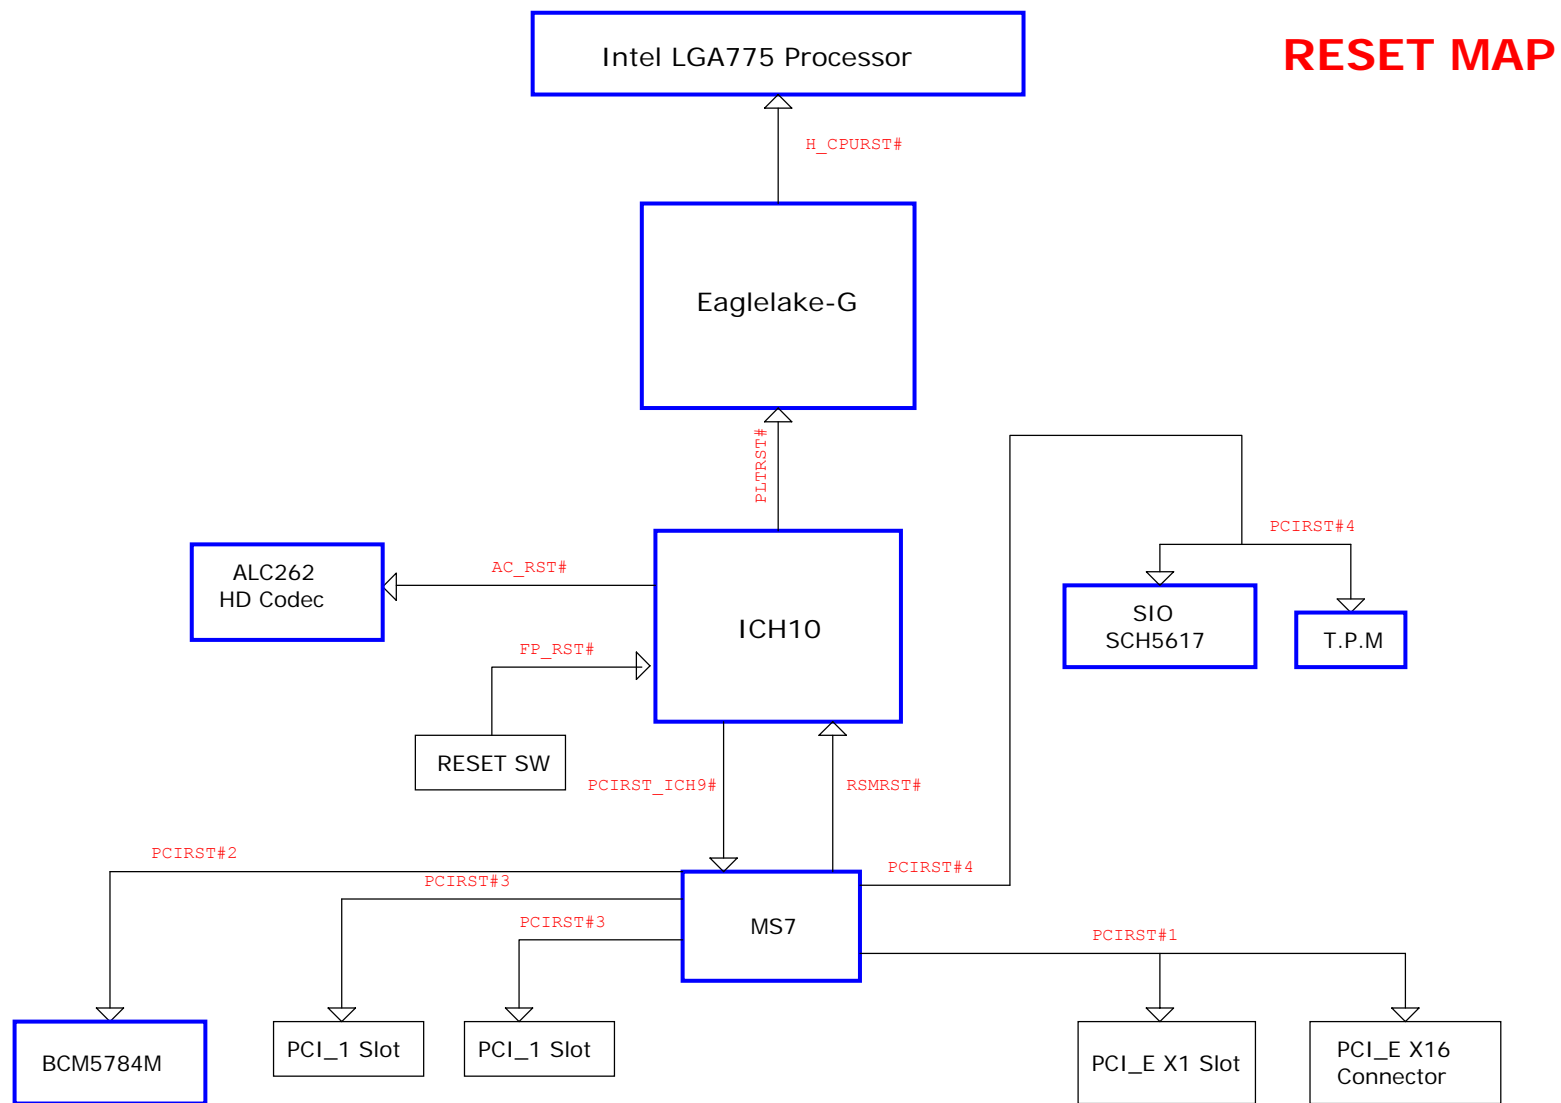 Intel LGA775 Processor
RESET MAP
H_CPURST#
Eaglelake-G
PLTRST#
PCIRST#4
ALC262
HD Codec
AC_RST#
ICH10
SIO
SCH5617
T.P.M
FP_RST#
RESET SW
PCIRST_ICH9#
RSMRST#
PCIRST#2
PCIRST#3
PCIRST#4
PCIRST#3
MS7
PCIRST#1
BCM5784M
PCI_1 Slot
PCI_1 Slot
PCI_E X1 Slot
PCI_E X16
Connector